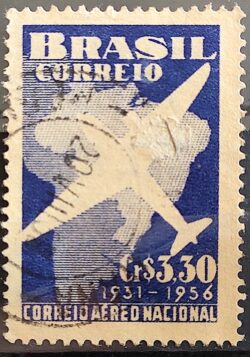 BRASIL
CORREIO
Cr$3.30
1931-1956
CORREIO AÉREO NACIONAL